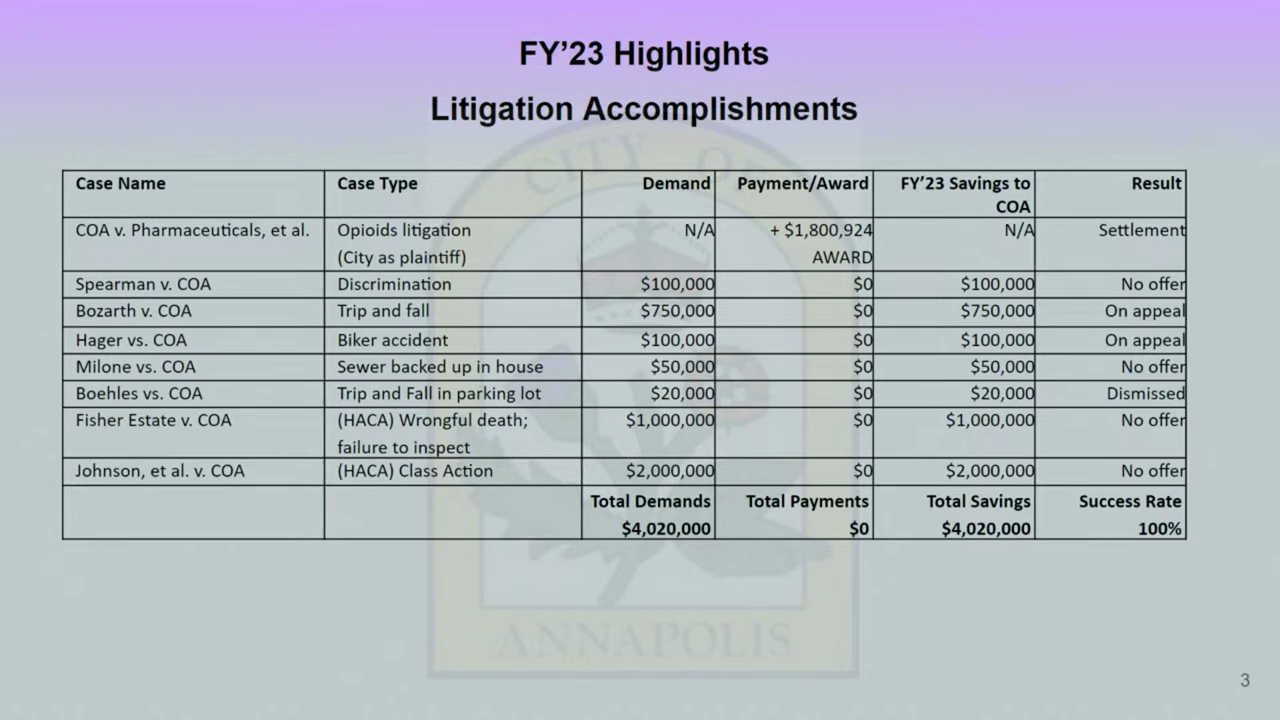 FY’23 Highlights
Litigation Accomplishments
CITY OF
Case Name Case Type Demand Payment/Award FY’23 Savings to COA Result
COA v. Pharmaceuticals, et al. Opioids litigation N/A + $1,800,924 N/A Settlement
(City as plaintiff) AWARD
Spearman v. COA Discrimination $100,000 $0 $100,000 No offer
Bozarth v. COA Trip and fall $750,000 $0 $750,000 On appeal
Hager vs. COA Biker accident $100,000 $0 $100,000 On appeal
Milone vs. COA Sewer backed up in house $50,000 $0 $50,000 No offer
Boehles vs. COA Trip and Fall in parking lot $20,000 $0 $20,000 Dismissed
Fisher Estate v. COA (HACA) Wrongful death; $1,000,000 $0 $1,000,000 No offer
failure to inspect
Johnson, et al. v. COA (HACA) Class Action $2,000,000 $0 $2,000,000 No offer
Total Demands Total Payments Total Savings Success Rate
$4,020,000 $0 $4,020,000 100%
ANNAPOLIS
3